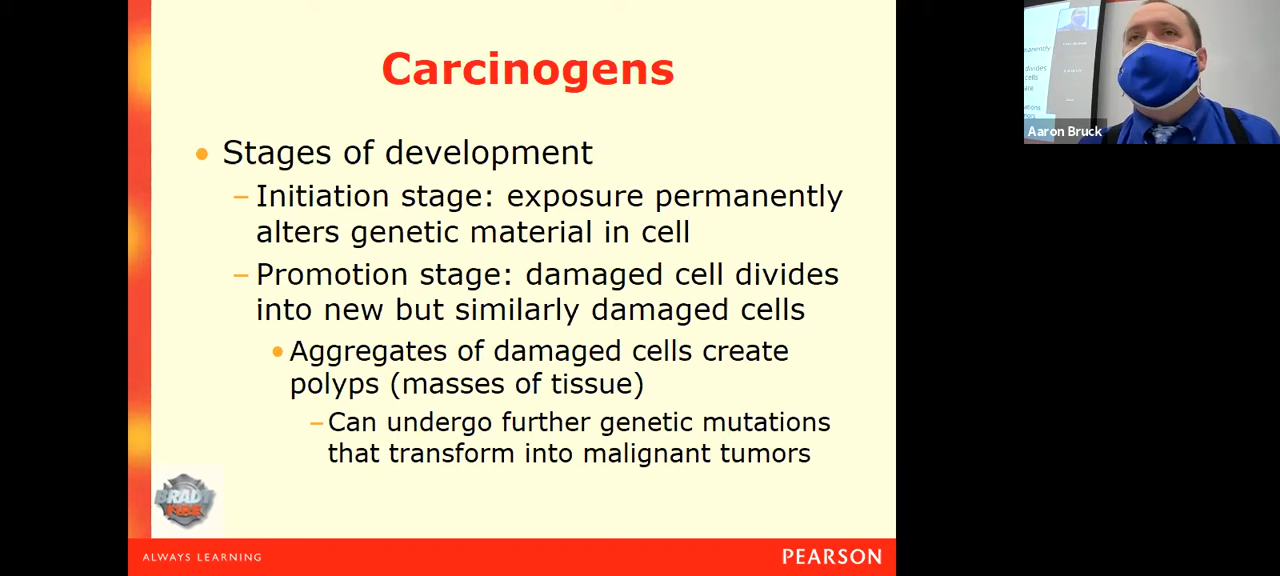 Carcinogens
• Stages of development
– Initiation stage: exposure permanently
alters genetic material in cell
– Promotion stage: damaged cell divides
into new but similarly damaged cells
• Aggregates of damaged cells create
polyps (masses of tissue)
– Can undergo further genetic mutations
that transform into malignant tumors
BRADY
FIRE
ALWAYS LEARNING
PEARSON
Aaron Bruck